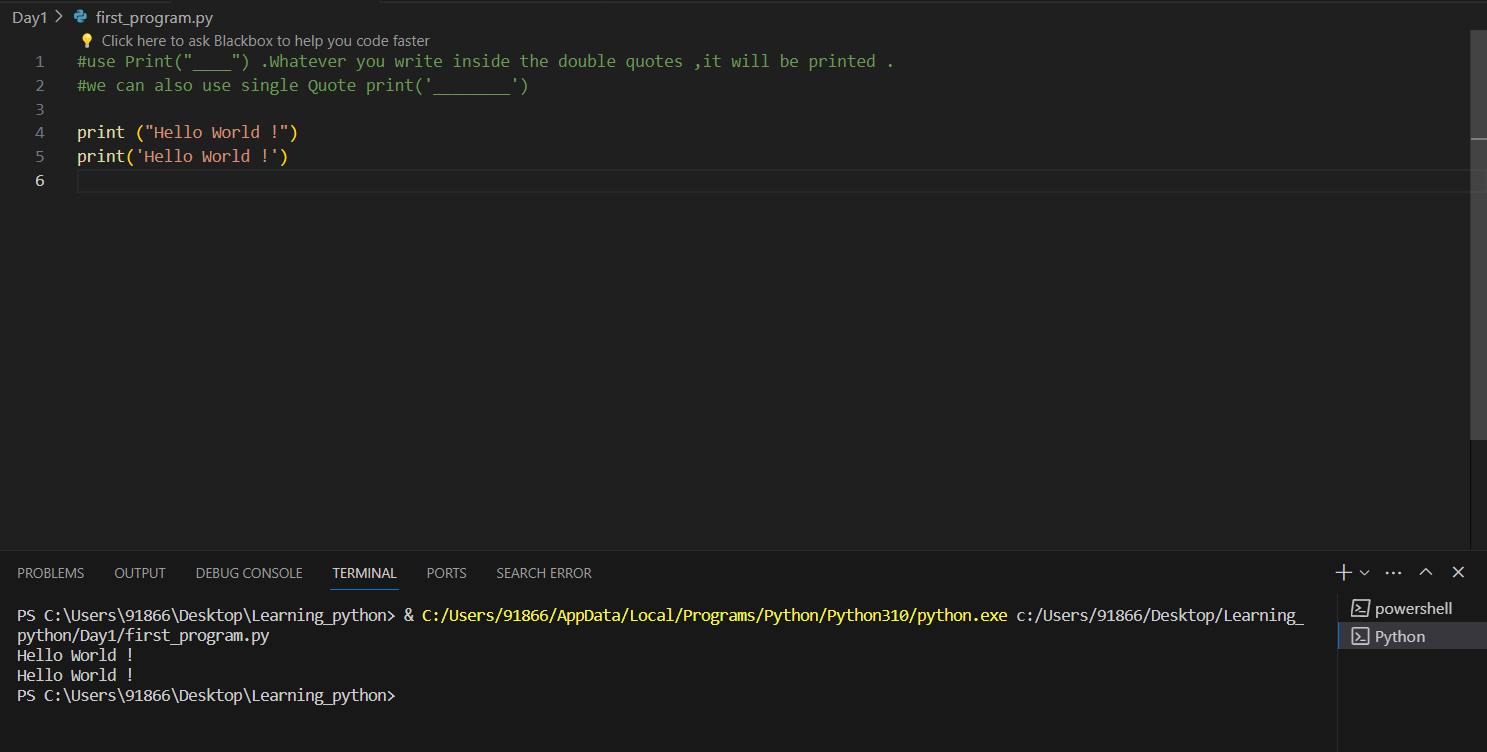 Day1 > first_program.py
Click here to ask Blackbox to help you code faster
1 #use Print("____") .Whatever you write inside the double quotes ,it will be printed .
2 #we can also use single Quote print('________')
3
4 print ("Hello World !")
5 print('Hello World !')
6
PROBLEMS OUTPUT DEBUG CONSOLE TERMINAL PORTS SEARCH ERROR
PS C:\Users\91866\Desktop\Learning_python> & C:/Users/91866/AppData/Local/Programs/Python/Python310/python.exe c:/Users/91866/Desktop/Learning_
python/Day1/first_program.py
Hello World !
Hello World !
PS C:\Users\91866\Desktop\Learning_python>
powershell
Python